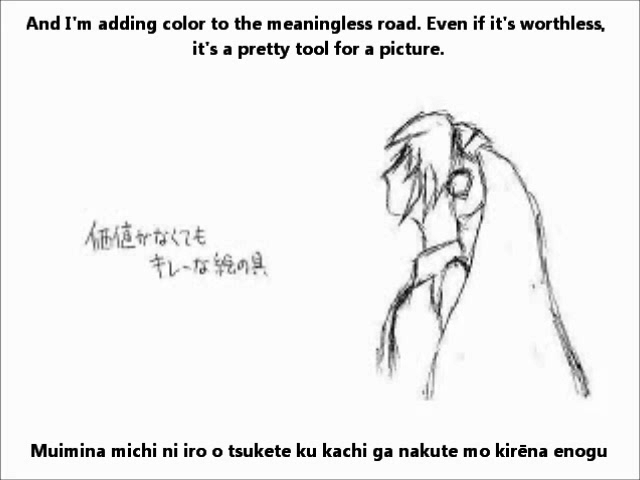 And I'm adding color to the meaningless road. Even if it's worthless,
it's a pretty tool for a picture.
価値がなくても
キレーな絵の具
Muimina michi ni iro o tsukete ku kachi ga nakute mo kirēna enogu